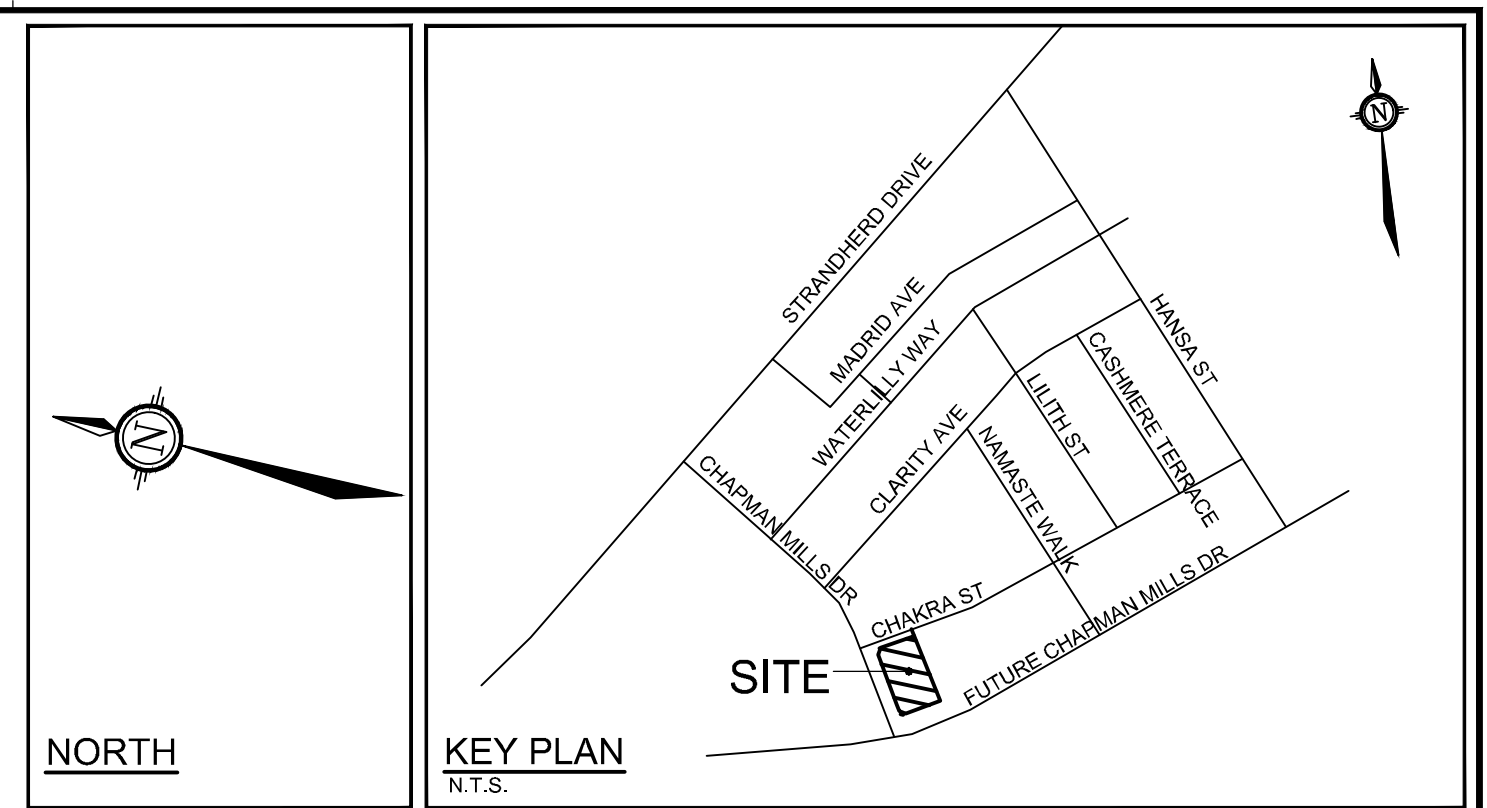 N
NORTH
N
STRANDHERD DRIVE
MADRID AVE
WATERLILLY WAY
HANSA ST
CASHMERE TERRACE
LILITH ST
CLARITY AVE
NAMASTE WALK
CHAPMAN MILLS DR
CHAKRA ST
FUTURE CHAPMAN MILLS DR
SITE
KEY PLAN
N.T.S.